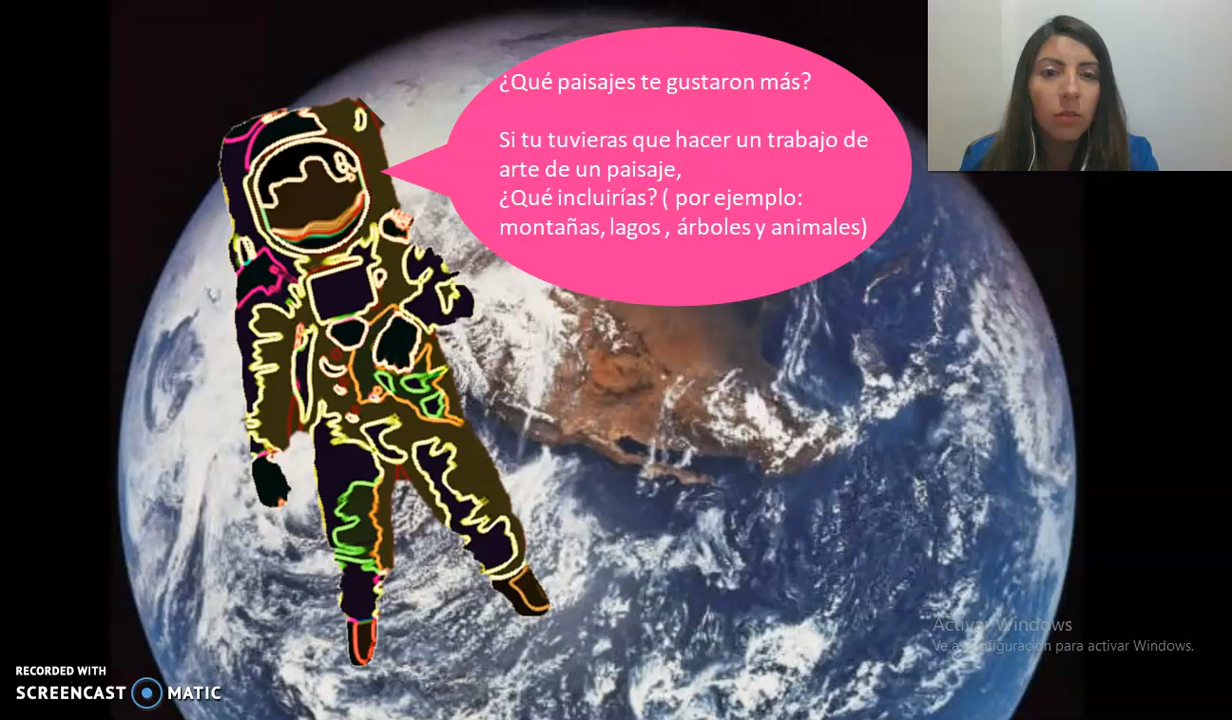 ¿Qué paisajes te gustaron más?
Si tu tuvieras que hacer un trabajo de
arte de un paisaje,
¿Qué incluirías? ( por ejemplo:
montañas, lagos , árboles y animales)
Activar Windows
Ve a Configuración para activar Windows.
RECORDED WITH
SCREENCAST MATIC